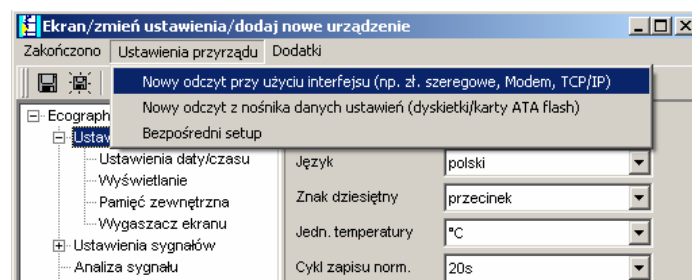 Ekran/zmień ustawienia/dodaj nowe urządzenie
Zakończono Ustawienia przyrządu Dodatki
Nowy odczyt przy użyciu interfejsu (np. zł. szeregowe, Modem, TCP/IP)
Nowy odczyt z nośnika danych ustawień (dyskietki/karty ATA flash)
Bezpośredni setup
Ecograph
Ustaw
Ustawienia daty/czasu
Wyświetlanie
Pamięć zewnętrzna
Wygaszacz ekranu
Ustawienia sygnałów
Analiza sygnału
Język polski
Znak dziesiętny przecinek
Jedn. temperatury °C
Cykl zapisu norm. 20s